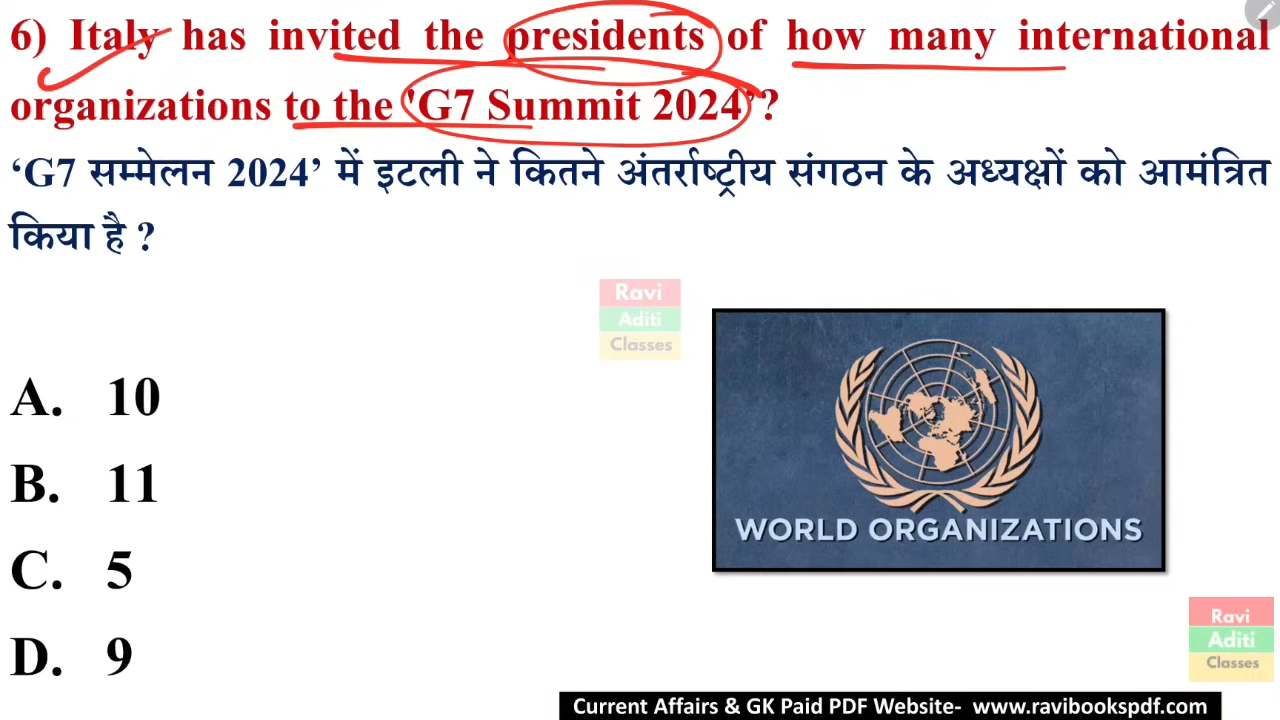 6) Italy has invited the presidents of how many international
organizations to the 'G7 Summit 2024'?
‘G7 सम्मेलन 2024’ में इटली ने कितने अंतर्राष्ट्रीय संगठन के अध्यक्षों को आमंत्रित
किया है ?
Ravi
Aditi
Classes
A. 10
B. 11
C. 5
D. 9
WORLD ORGANIZATIONS
Ravi
Aditi
Classes
Current Affairs & GK Paid PDF Website- www.ravibookspdf.com